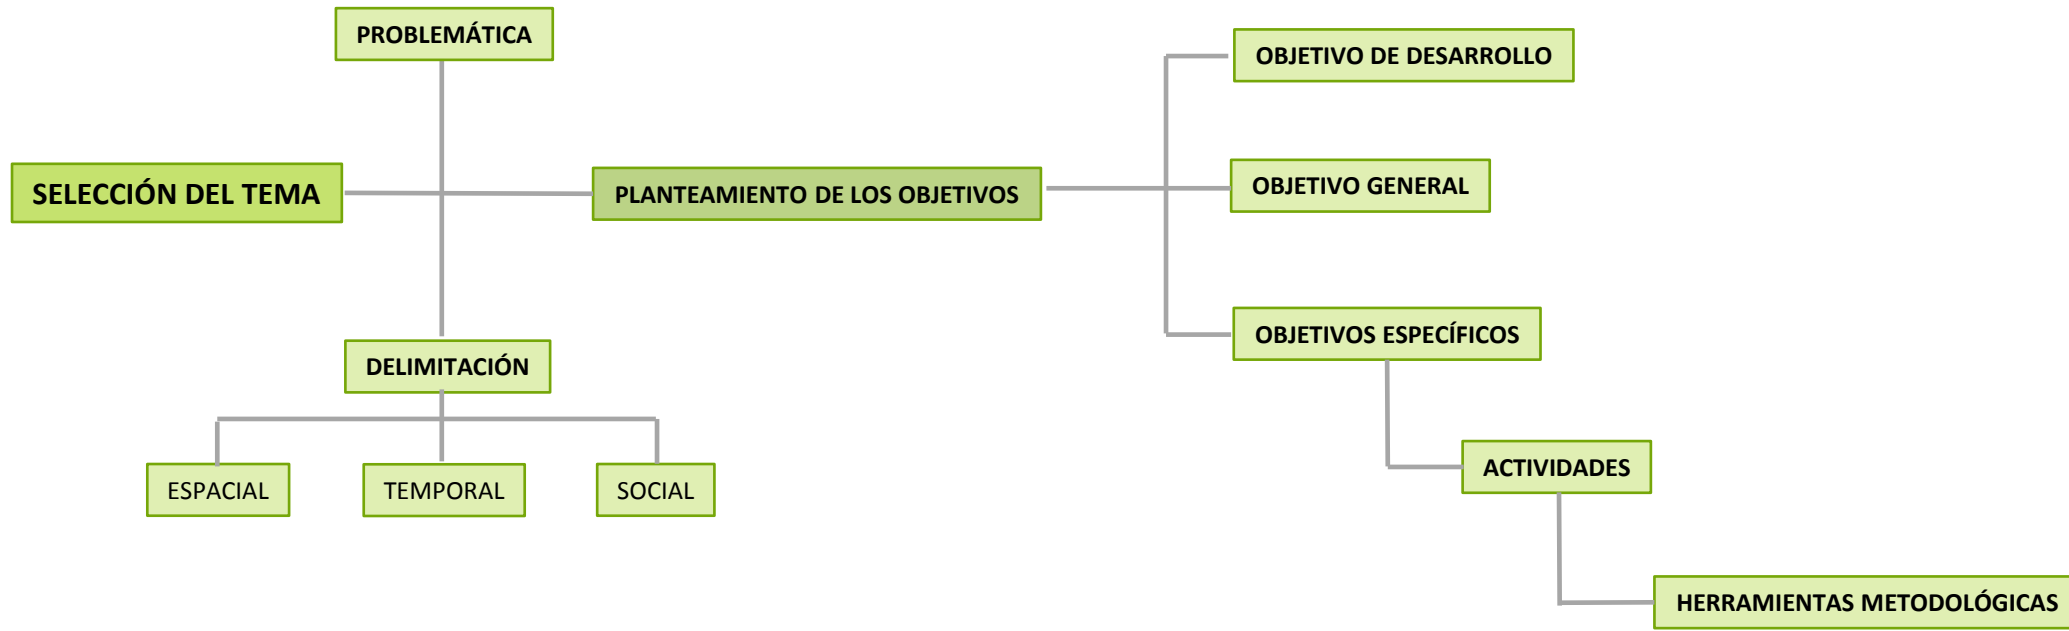 PROBLEMÁTICA
SELECCIÓN DEL TEMA
PLANTEAMIENTO DE LOS OBJETIVOS
DELIMITACIÓN
ESPACIAL
TEMPORAL
SOCIAL
OBJETIVO DE DESARROLLO
OBJETIVO GENERAL
OBJETIVOS ESPECÍFICOS
ACTIVIDADES
HERRAMIENTAS METODOLÓGICAS